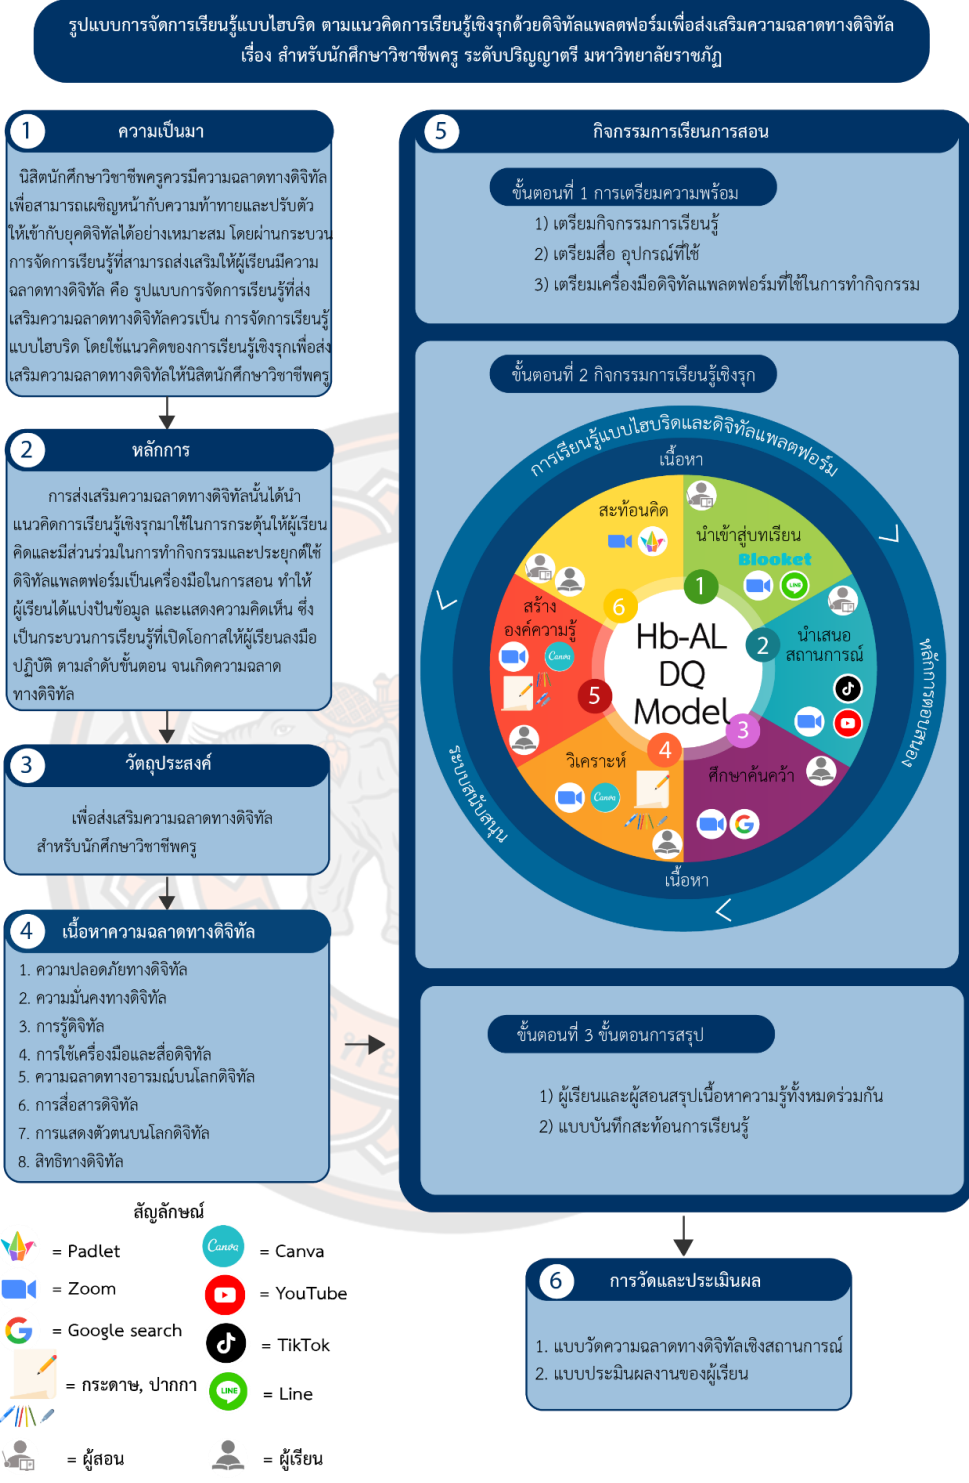 รูปแบบการจัดการเรียนรู้แบบไฮบริด ตามแนวคิดการเรียนรู้เชิงรุกด้วยดิจิทัลแพลตฟอร์มเพื่อส่งเสริมความฉลาดทางดิจิทัล
เรื่อง สำหรับนักศึกษาวิชาชีพครู ระดับปริญญาตรี มหาวิทยาลัยราชภัฏ
1 ความเป็นมา
นิสิตนักศึกษาวิชาชีพครูควรมีความฉลาดทางดิจิทัล
เพื่อสามารถเผชิญหน้ากับความท้าทายและปรับตัว
ให้เข้ากับยุคดิจิทัลได้อย่างเหมาะสม โดยผ่านกระบวน
การจัดการเรียนรู้ที่สามารถส่งเสริมให้ผู้เรียนมีความ
ฉลาดทางดิจิทัล คือ รูปแบบการจัดการเรียนรู้ที่ส่ง
เสริมความฉลาดทางดิจิทัลควรเป็น การจัดการเรียนรู้
แบบไฮบริด โดยใช้แนวคิดของการเรียนรู้เชิงรุกเพื่อส่ง
เสริมความฉลาดทางดิจิทัลให้นิสิตนักศึกษาวิชาชีพครู
2 หลักการ
การส่งเสริมความฉลาดทางดิจิทัลนั้นได้นำ
แนวคิดการเรียนรู้เชิงรุกมาใช้ในการกระตุ้นให้ผู้เรียน
คิดและมีส่วนร่วมในการทำกิจกรรมและประยุกต์ใช้
ดิจิทัลแพลตฟอร์มเป็นเครื่องมือในการสอน ทำให้
ผู้เรียนได้แบ่งปันข้อมูล และแสดงความคิดเห็น ซึ่ง
เป็นกระบวนการเรียนรู้ที่เปิดโอกาสให้ผู้เรียนลงมือ
ปฏิบัติ ตามลำดับขั้นตอน จนเกิดความฉลาด
ทางดิจิทัล
3 วัตถุประสงค์
เพื่อส่งเสริมความฉลาดทางดิจิทัล
สำหรับนักศึกษาวิชาชีพครู
4 เนื้อหาความฉลาดทางดิจิทัล
1. ความปลอดภัยทางดิจิทัล
2. ความมั่นคงทางดิจิทัล
3. การรู้ดิจิทัล
4. การใช้เครื่องมือและสื่อดิจิทัล
5. ความฉลาดทางอารมณ์บนโลกดิจิทัล
6. การสื่อสารดิจิทัล
7. การแสดงตัวตนบนโลกดิจิทัล
8. สิทธิทางดิจิทัล
5 กิจกรรมการเรียนการสอน
ขั้นตอนที่ 1 การเตรียมความพร้อม
1) เตรียมกิจกรรมการเรียนรู้
2) เตรียมสื่อ อุปกรณ์ที่ใช้
3) เตรียมเครื่องมือดิจิทัลแพลตฟอร์มที่ใช้ในการทำกิจกรรม
ขั้นตอนที่ 2 กิจกรรมการเรียนรู้เชิงรุก
การเรียนรู้แบบไฮบริดและดิจิทัลแพลตฟอร์ม
หลักการตอบสนอง
ระบบสนับสนุน
เนื้อหา
นำเข้าสู่บทเรียน
Blooket
LINE
1
นำเสนอ
สถานการณ์
2
ศึกษาค้นคว้า
3
วิเคราะห์
Canva
4
สร้าง
องค์ความรู้
Canva
5
สะท้อนคิด
6
Hb-AL
DQ
Model
เนื้อหา
ขั้นตอนที่ 3 ขั้นตอนการสรุป
1) ผู้เรียนและผู้สอนสรุปเนื้อหาความรู้ทั้งหมดร่วมกัน
2) แบบบันทึกสะท้อนการเรียนรู้
6 การวัดและประเมินผล
1. แบบวัดความฉลาดทางดิจิทัลเชิงสถานการณ์
2. แบบประเมินผลงานของผู้เรียน
สัญลักษณ์
= Padlet
= Zoom
= Google search
= กระดาษ, ปากกา
= ผู้สอน
Canva = Canva
= YouTube
= TikTok
LINE = Line
= ผู้เรียน